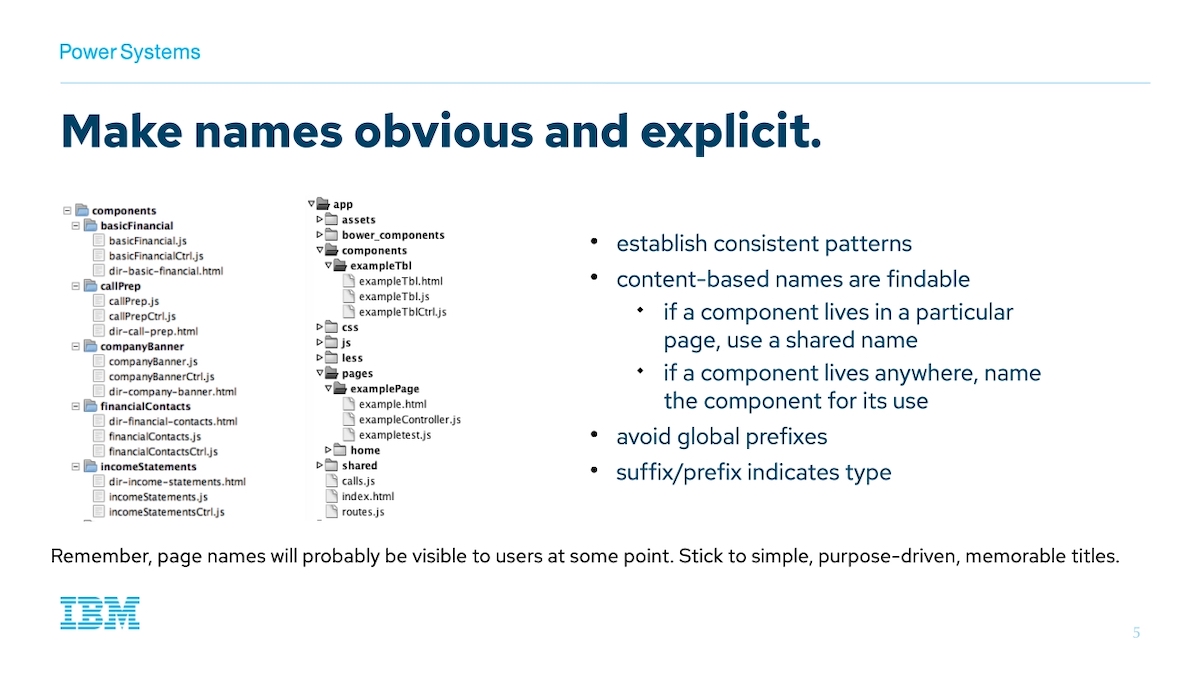 Power Systems
Make names obvious and explicit.
components
basicFinancial
basicFinancial.js
basicFinancialCtrl.js
dir-basic-financial.html
callPrep
callPrep.js
callPrepCtrl.js
dir-call-prep.html
companyBanner
companyBanner.js
companyBannerCtrl.js
dir-company-banner.html
financialContacts
dir-financial-contacts.html
financialContacts.js
financialContactsCtrl.js
incomeStatements
dir-income-statements.html
incomeStatements.js
incomeStatementsCtrl.js
app
assets
bower_components
components
exampleTbl
exampleTbl.html
exampleTbl.js
exampleTblCtrl.js
css
js
less
pages
examplePage
example.html
exampleController.js
exampletest.js
home
shared
calls.js
index.html
routes.js
• establish consistent patterns
• content-based names are findable
• if a component lives in a particular
page, use a shared name
• if a component lives anywhere, name
the component for its use
• avoid global prefixes
• suffix/prefix indicates type
Remember, page names will probably be visible to users at some point. Stick to simple, purpose-driven, memorable titles.
IBM
5